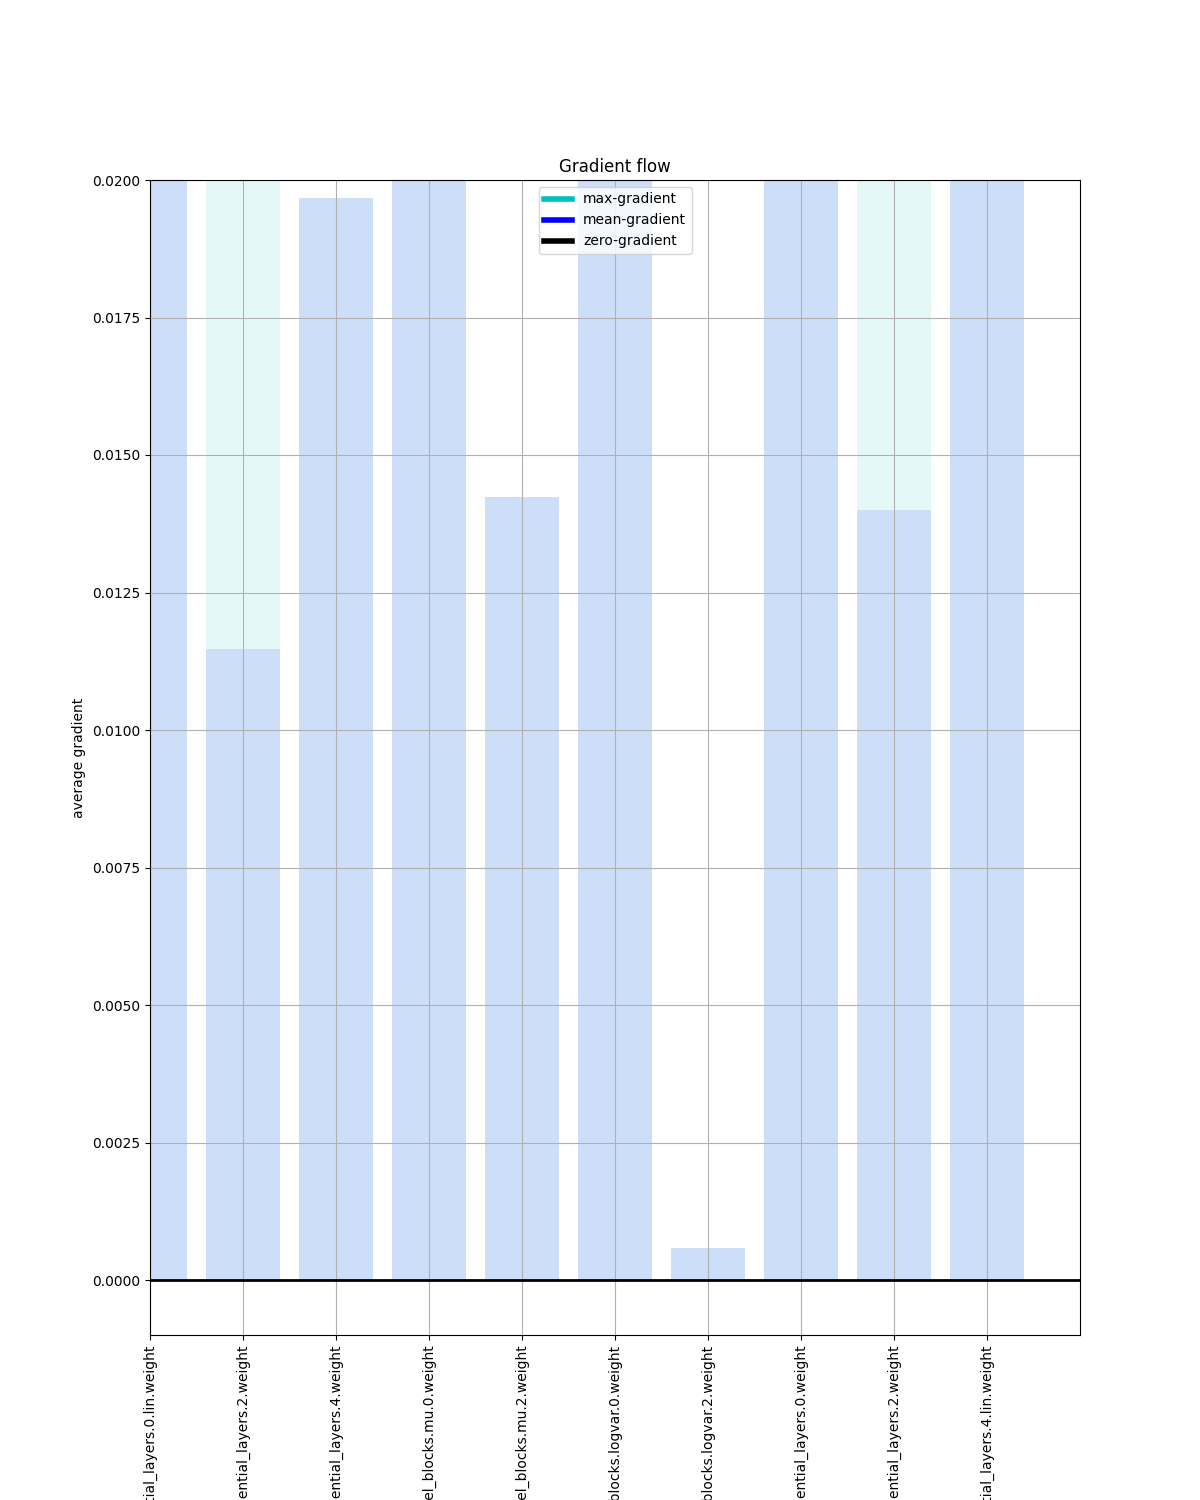 Gradient flow
max-gradient
mean-gradient
zero-gradient
0.0200
0.0175
0.0150
0.0125
0.0100
0.0075
0.0050
0.0025
0.0000
average gradient
tial_layers.0.lin.weight
ential_layers.2.weight
ential_layers.4.weight
el_blocks.mu.0.weight
el_blocks.mu.2.weight
blocks.logvar.0.weight
blocks.logvar.2.weight
ential_layers.0.weight
ential_layers.2.weight
tial_layers.4.lin.weight